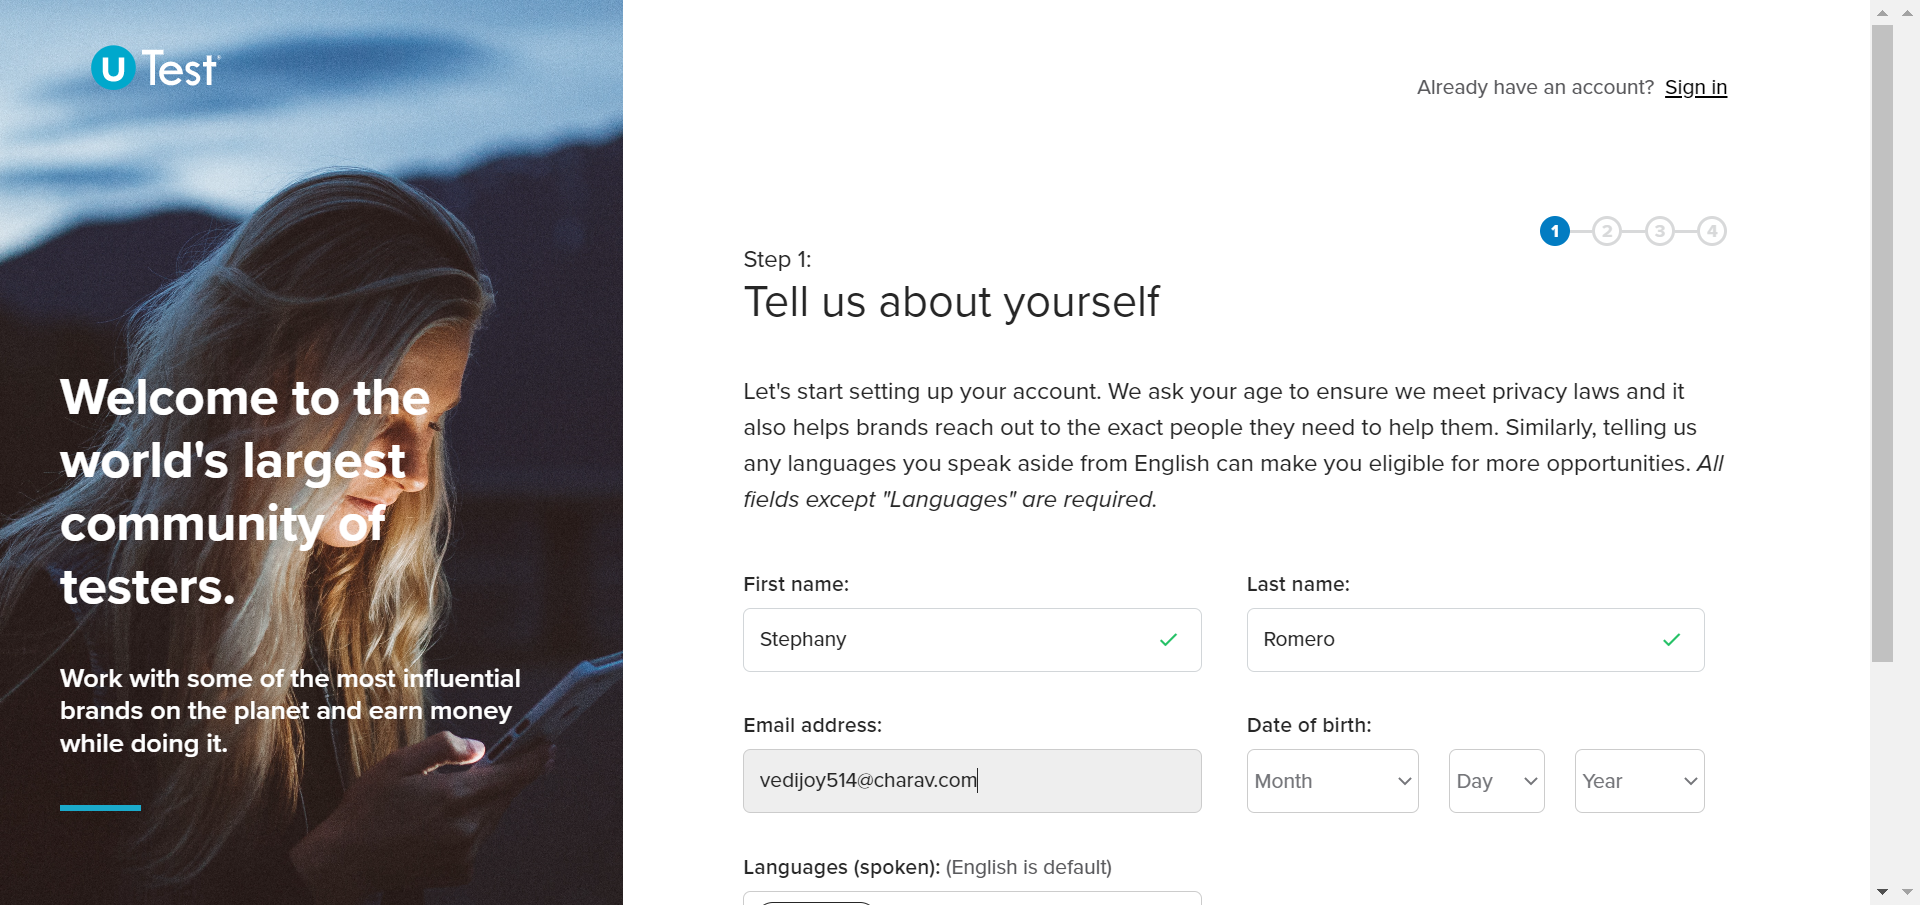 uTest
Welcome to the
world's largest
community of
testers.
Work with some of the most influential
brands on the planet and earn money
while doing it.
Already have an account? Sign in
1 2 3 4
Step 1:
Tell us about yourself
Let's start setting up your account. We ask your age to ensure we meet privacy laws and it
also helps brands reach out to the exact people they need to help them. Similarly, telling us
any languages you speak aside from English can make you eligible for more opportunities. All
fields except "Languages" are required.
First name: Last name:
Stephany Romero
Email address: Date of birth:
vedijoy514@charav.com Month Day Year
Languages (spoken): (English is default)